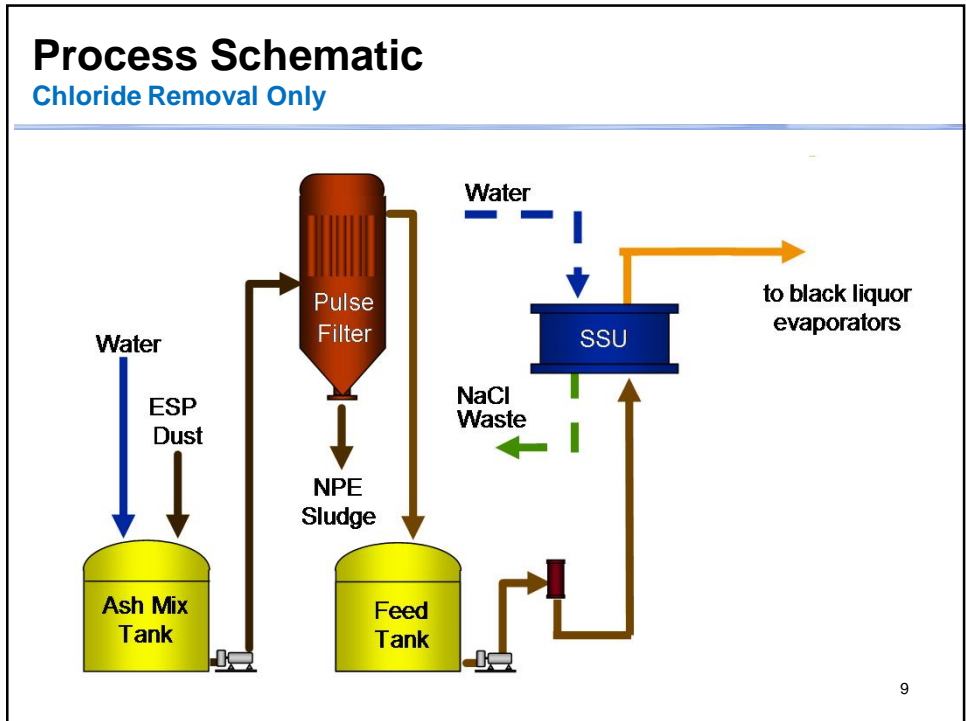 Process Schematic
Chloride Removal Only
Water
Pulse
Filter
SSU
to black liquor
evaporators
Water
ESP
Dust
NaCl
Waste
NPE
Sludge
Ash Mix
Tank
Feed
Tank
9